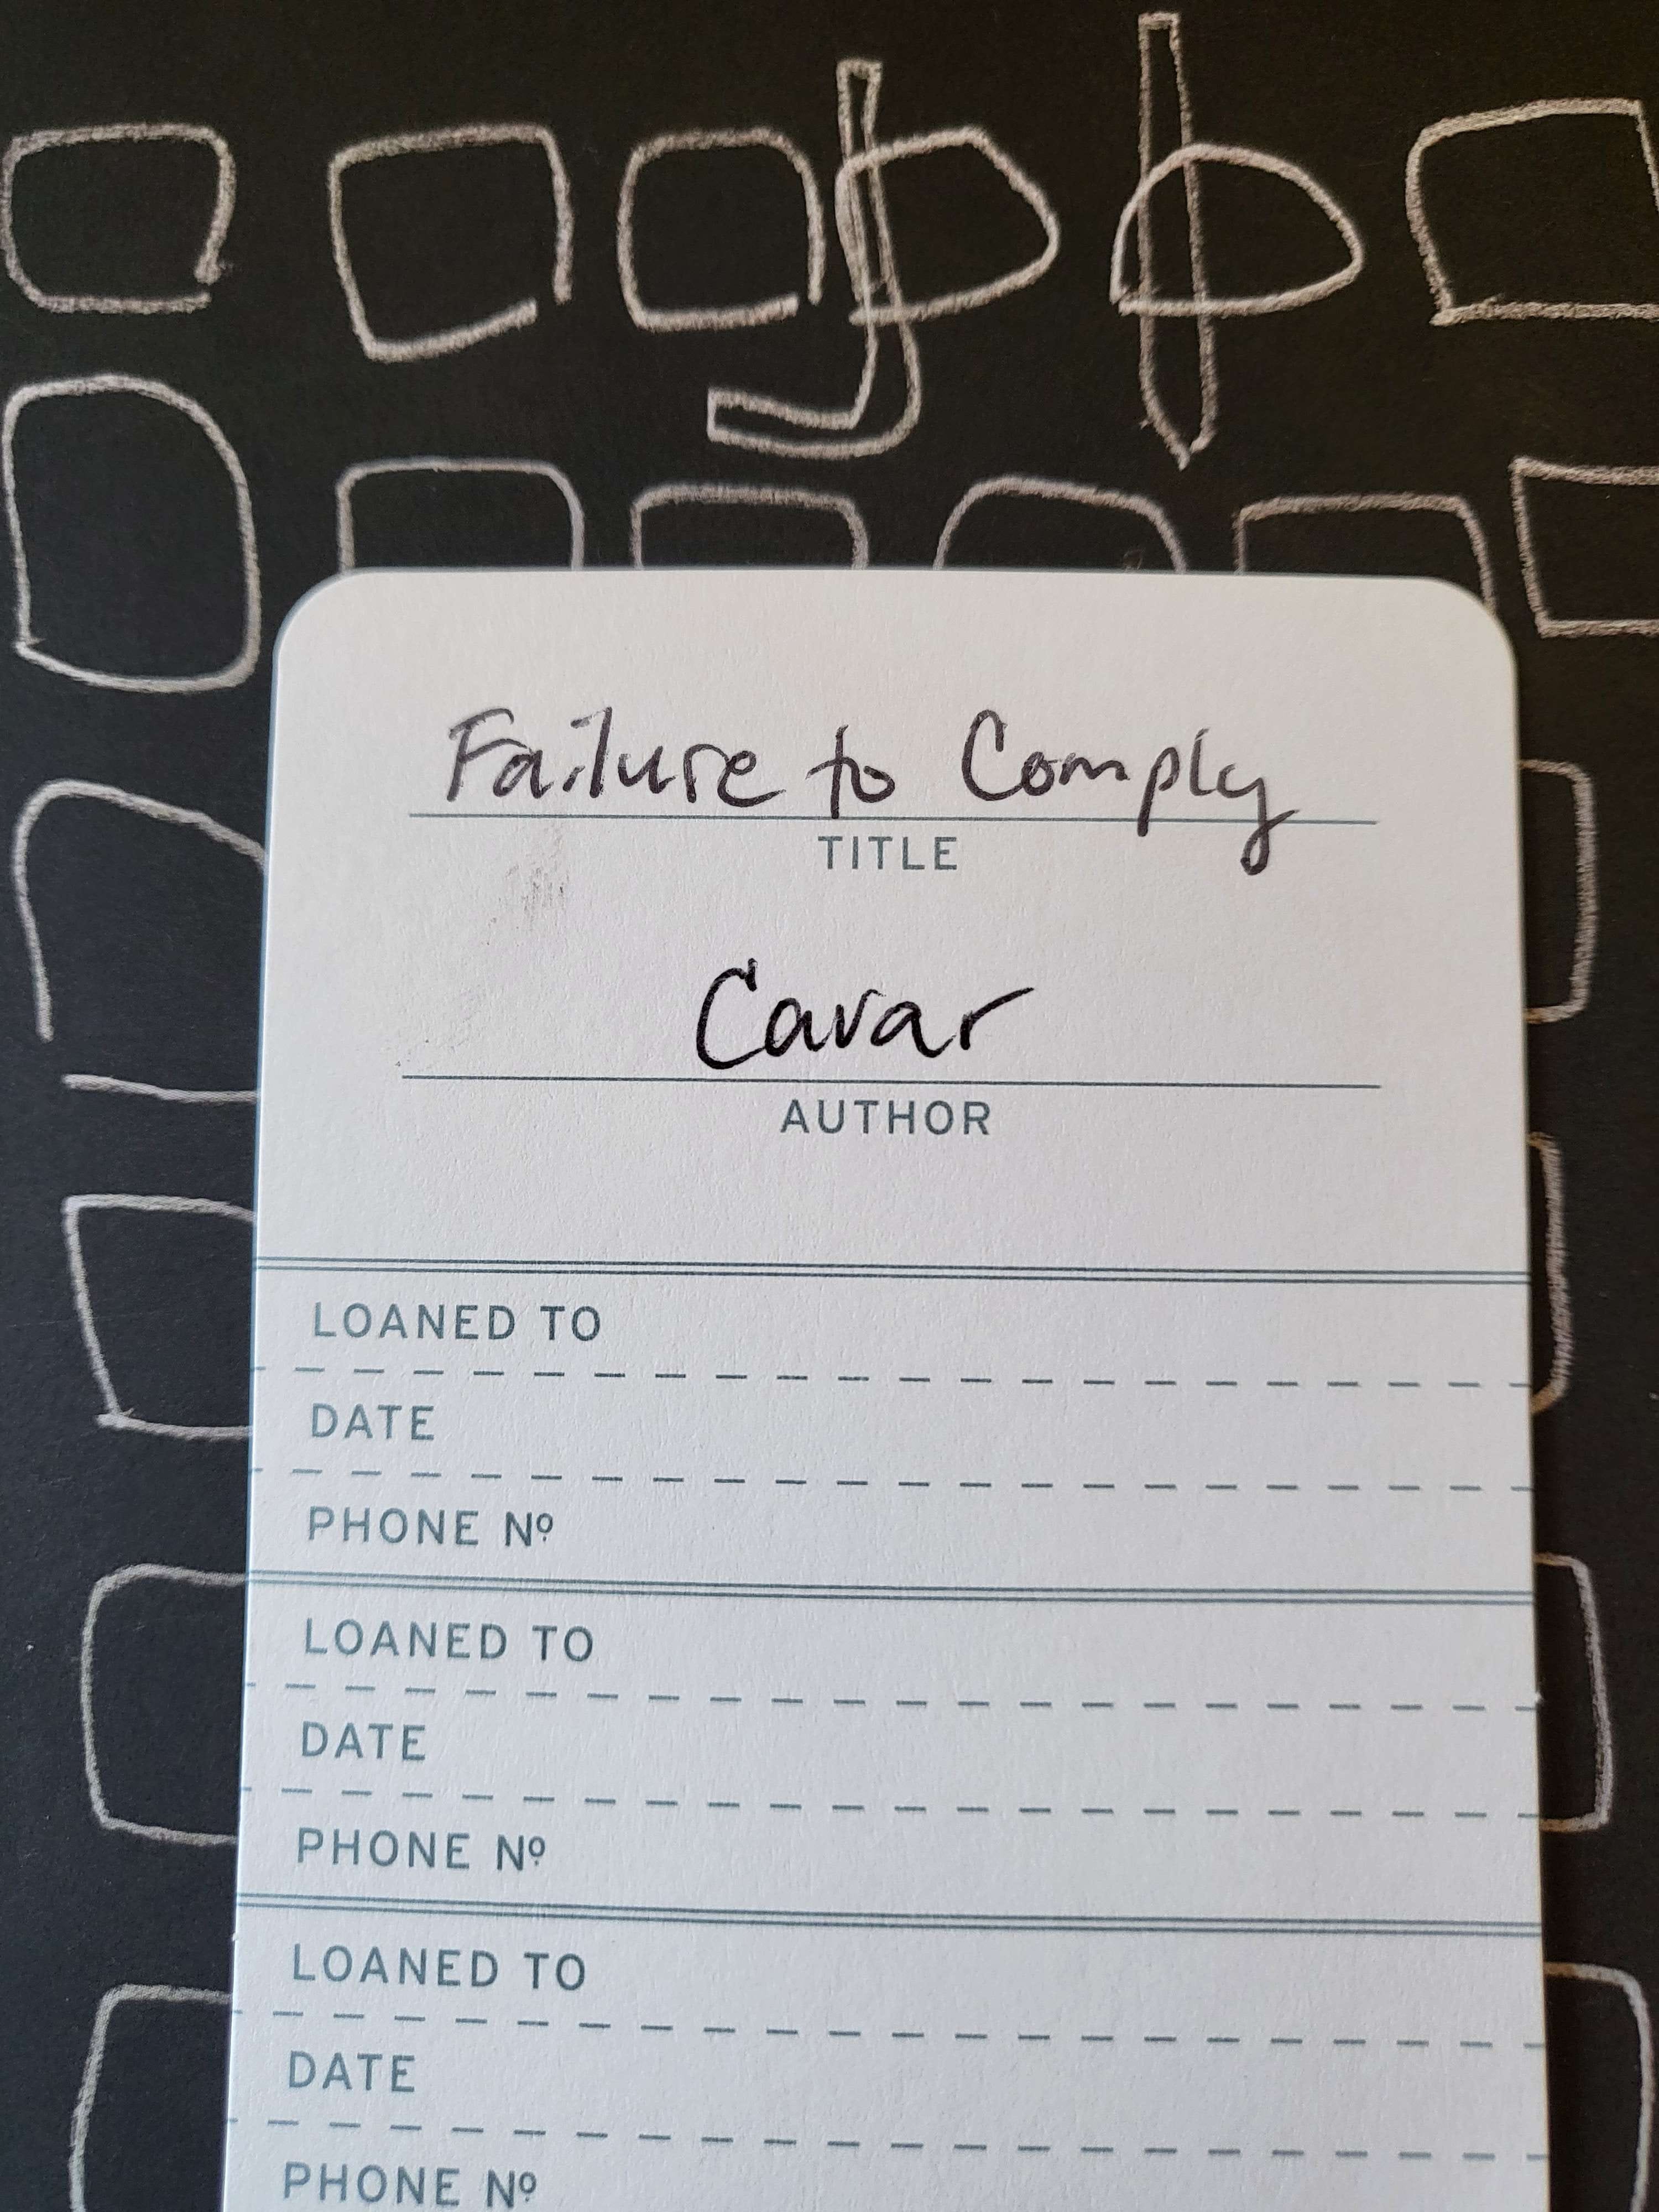 Failure to Comply
TITLE
Cavar
AUTHOR
LOANED TO
DATE
PHONE Nº
LOANED TO
DATE
PHONE Nº
LOANED TO
DATE
PHONE Nº